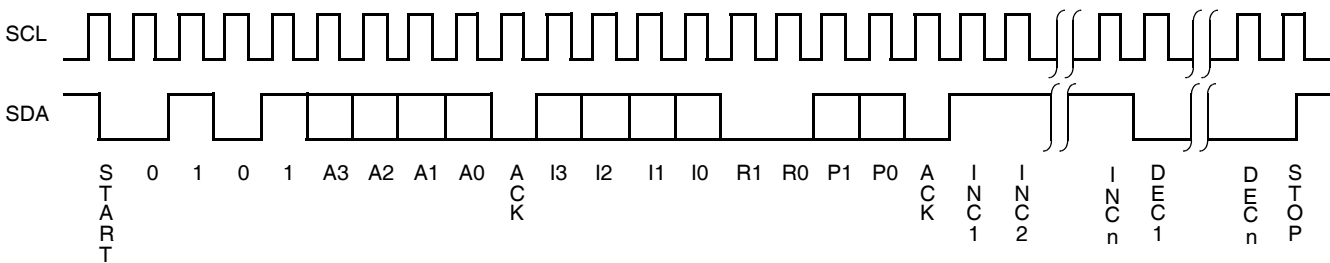 SCL
SDA
START 0 1 0 1 A3 A2 A1 A0 ACK I3 I2 I1 I0 R1 R0 P1 P0 ACK INC1 INC2 INCn DEC1 DECn STOP